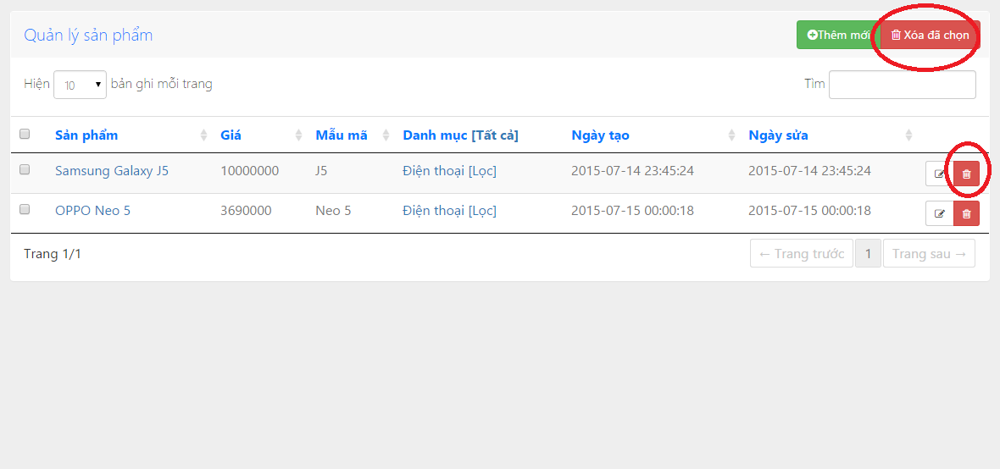 Quản lý sản phẩm Thêm mới Xóa đã chọn
Hiện 10 bản ghi mỗi trang Tìm
Sản phẩm Giá Mẫu mã Danh mục [Tất cả] Ngày tạo Ngày sửa
Samsung Galaxy J5 10000000 J5 Điện thoại [Lọc] 2015-07-14 23:45:24 2015-07-14 23:45:24
OPPO Neo 5 3690000 Neo 5 Điện thoại [Lọc] 2015-07-15 00:00:18 2015-07-15 00:00:18
Trang 1/1 ← Trang trước 1 Trang sau →